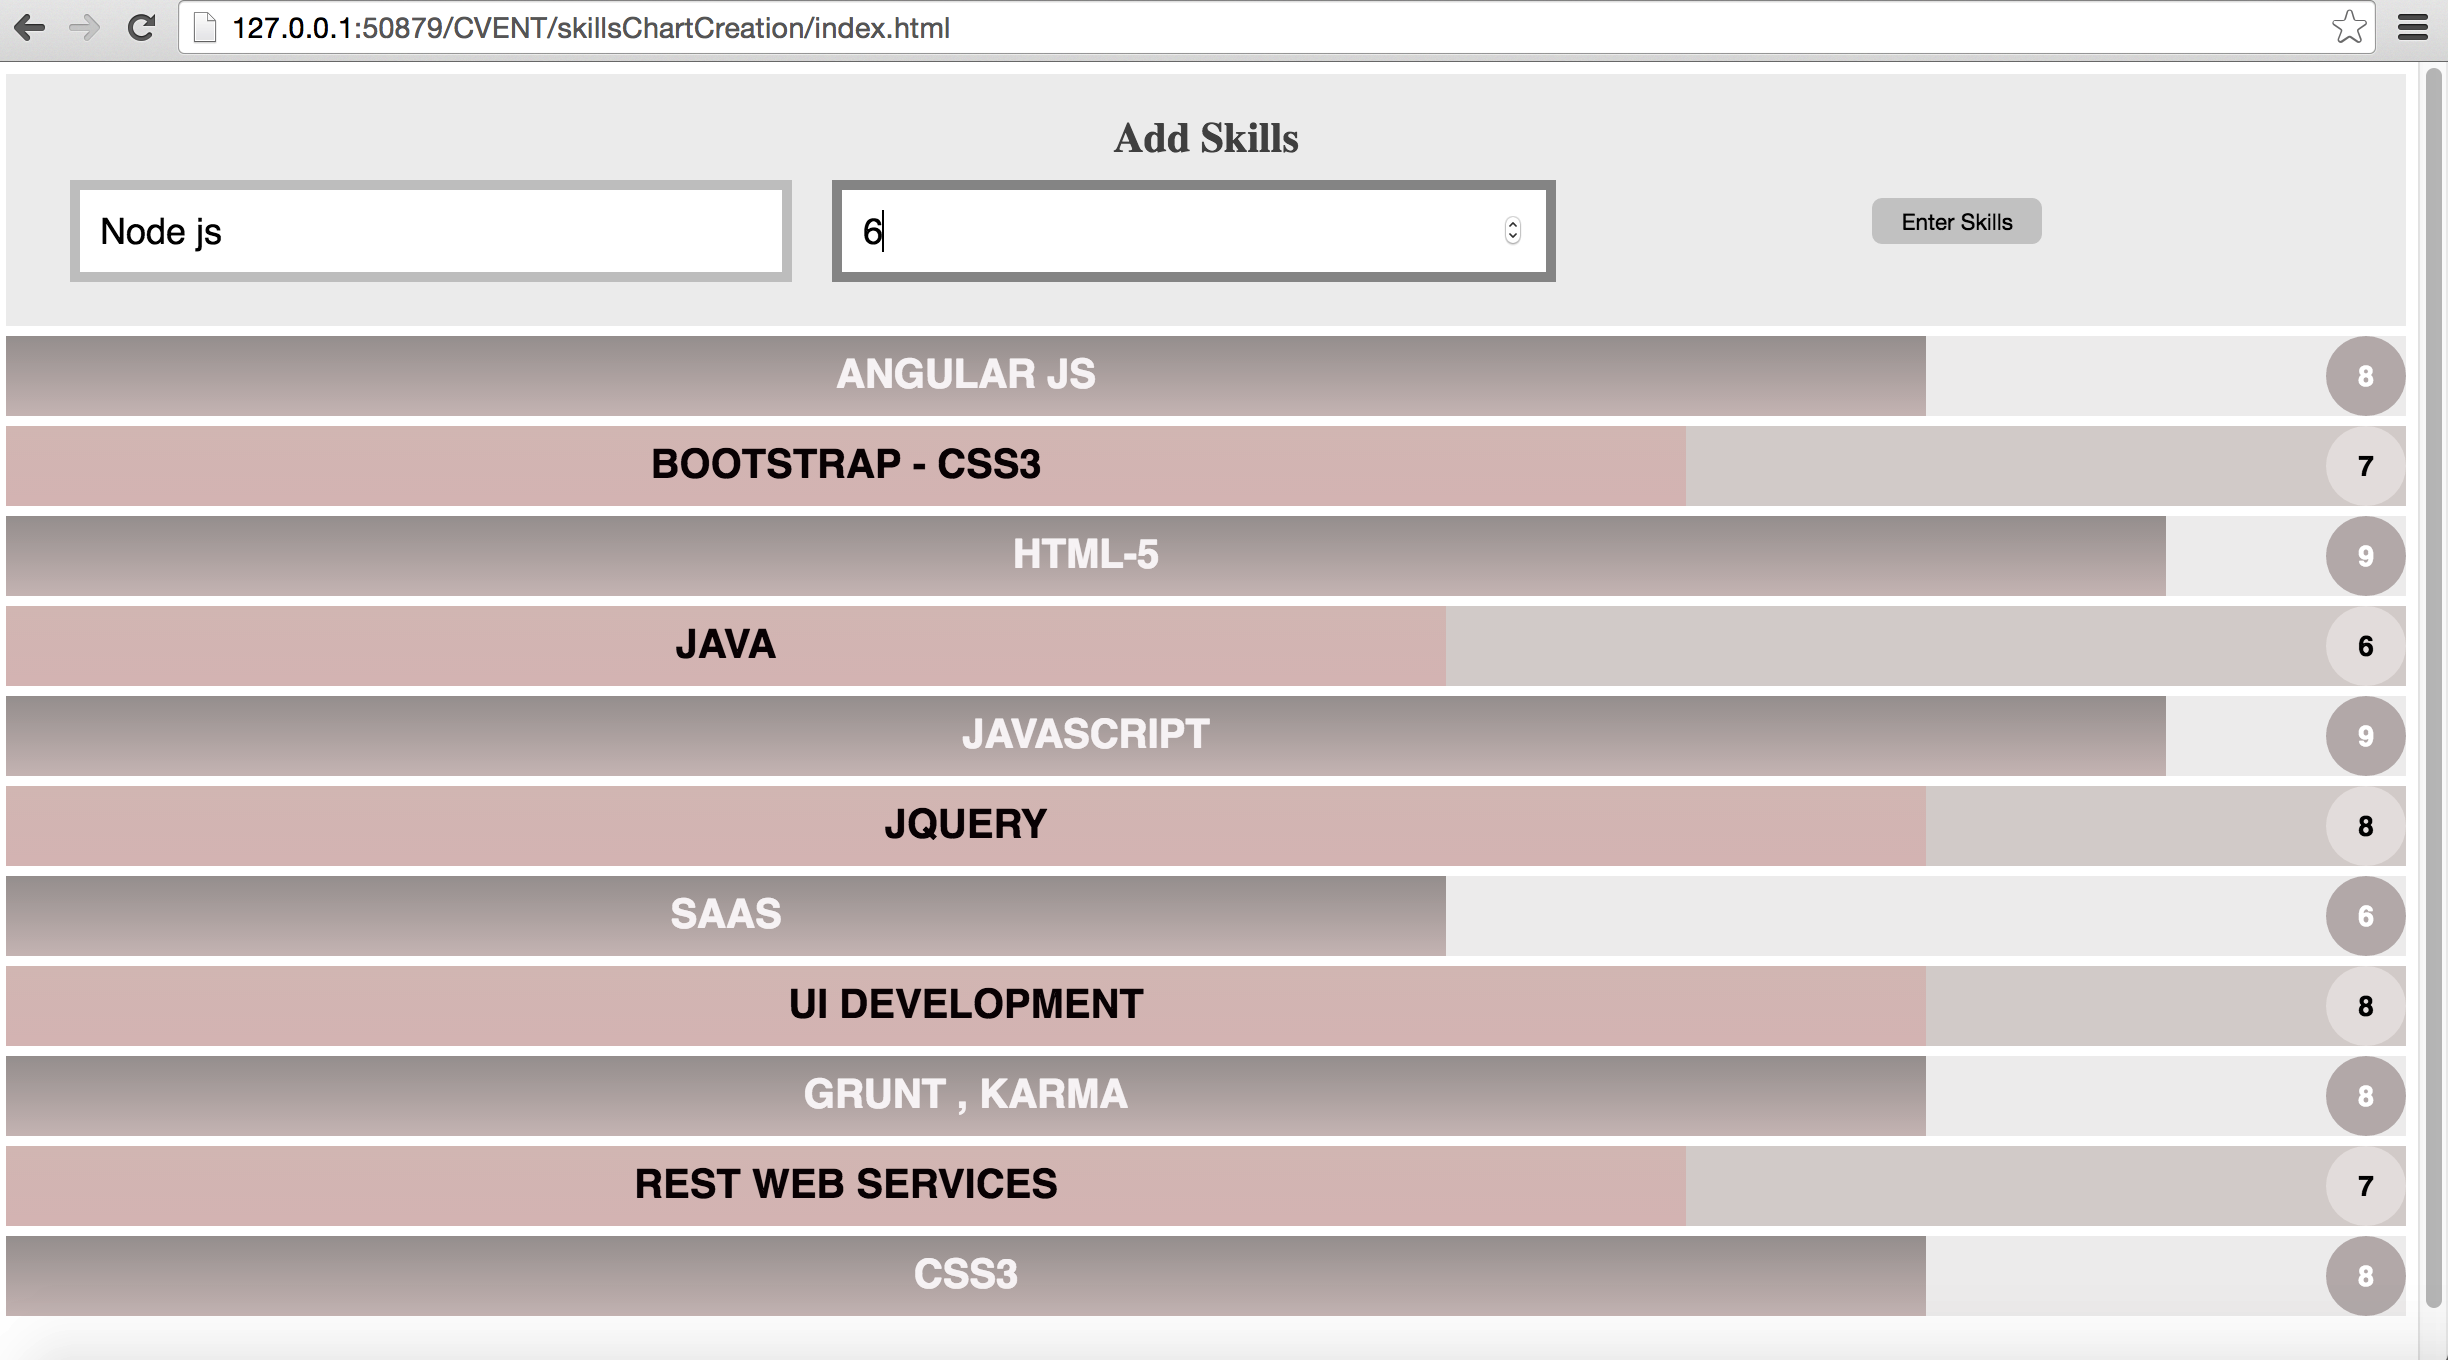 127.0.0.1:50879/CVENT/skillsChartCreation/index.html
Add Skills
Node js
6
Enter Skills
ANGULAR JS 8
BOOTSTRAP - CSS3 7
HTML-5 9
JAVA 6
JAVASCRIPT 9
JQUERY 8
SAAS 6
UI DEVELOPMENT 8
GRUNT , KARMA 8
REST WEB SERVICES 7
CSS3 8